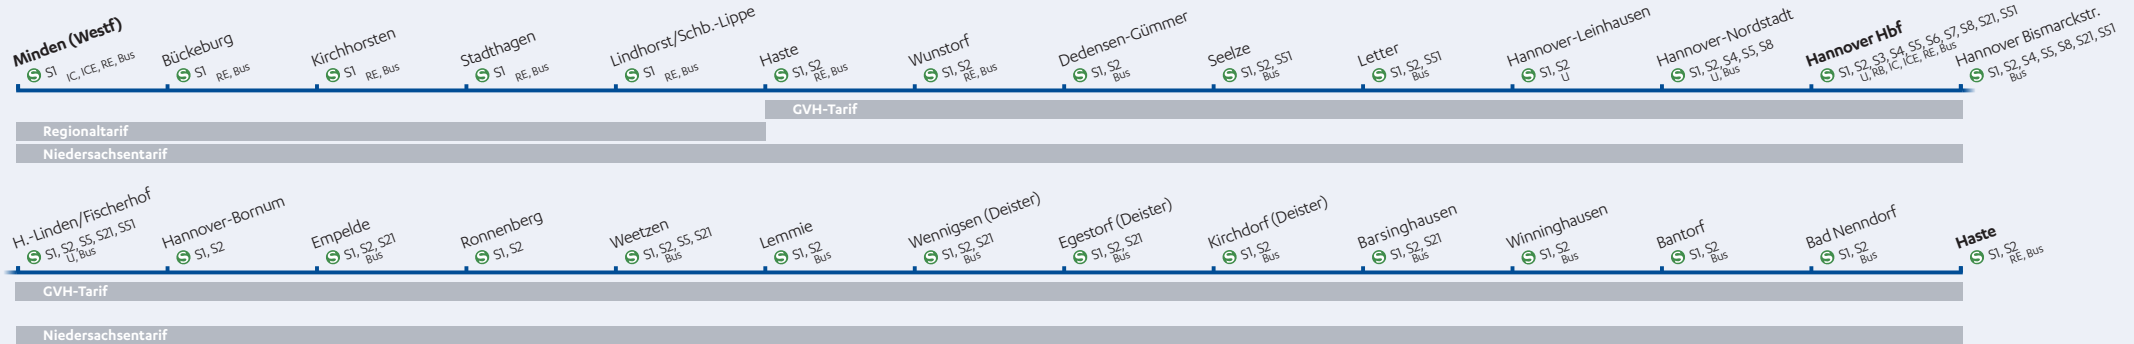 Minden (Westf)
S1
IC, ICE, RE, Bus
Bückeburg
S1
RE, Bus
Kirchhorsten
S1
RE, Bus
Stadthagen
S1
RE, Bus
Lindhorst/Schb.-Lippe
S1
RE, Bus
Haste
S1, S2
RE, Bus
Wunstorf
S1, S2
RE, Bus
Dedensen-Gümmer
S1, S2
Bus
Seelze
S1, S2, S51
Bus
Letter
S1, S2, S51
Bus
Hannover-Leinhausen
S1, S2
U
Hannover-Nordstadt
S1, S2, S4, S5, S8
U, Bus
Hannover Hbf
S1, S2, S3, S4, S5, S6, S7, S8, S21, S51
U, RB, IC, ICE, RE, Bus
Hannover Bismarckstr.
S1, S2, S4, S5, S8, S21, S51
Bus
GVH-Tarif
Regionaltarif
Niedersachsentarif
H.-Linden/Fischerhof
S1, S2, S5, S21, S51
U, Bus
Hannover-Bornum
S1, S2
Empelde
S1, S2, S21
Bus
Ronnenberg
S1, S2
Weetzen
S1, S2, S5, S21
Bus
Lemmie
S1, S2
Bus
Wennigsen (Deister)
S1, S2, S21
Bus
Egestorf (Deister)
S1, S2, S21
Bus
Kirchdorf (Deister)
S1, S2
Bus
Barsinghausen
S1, S2, S21
Bus
Winninghausen
S1, S2
Bus
Bantorf
S1, S2
Bus
Bad Nenndorf
S1, S2
Bus
Haste
S1, S2
RE, Bus
GVH-Tarif
Niedersachsentarif